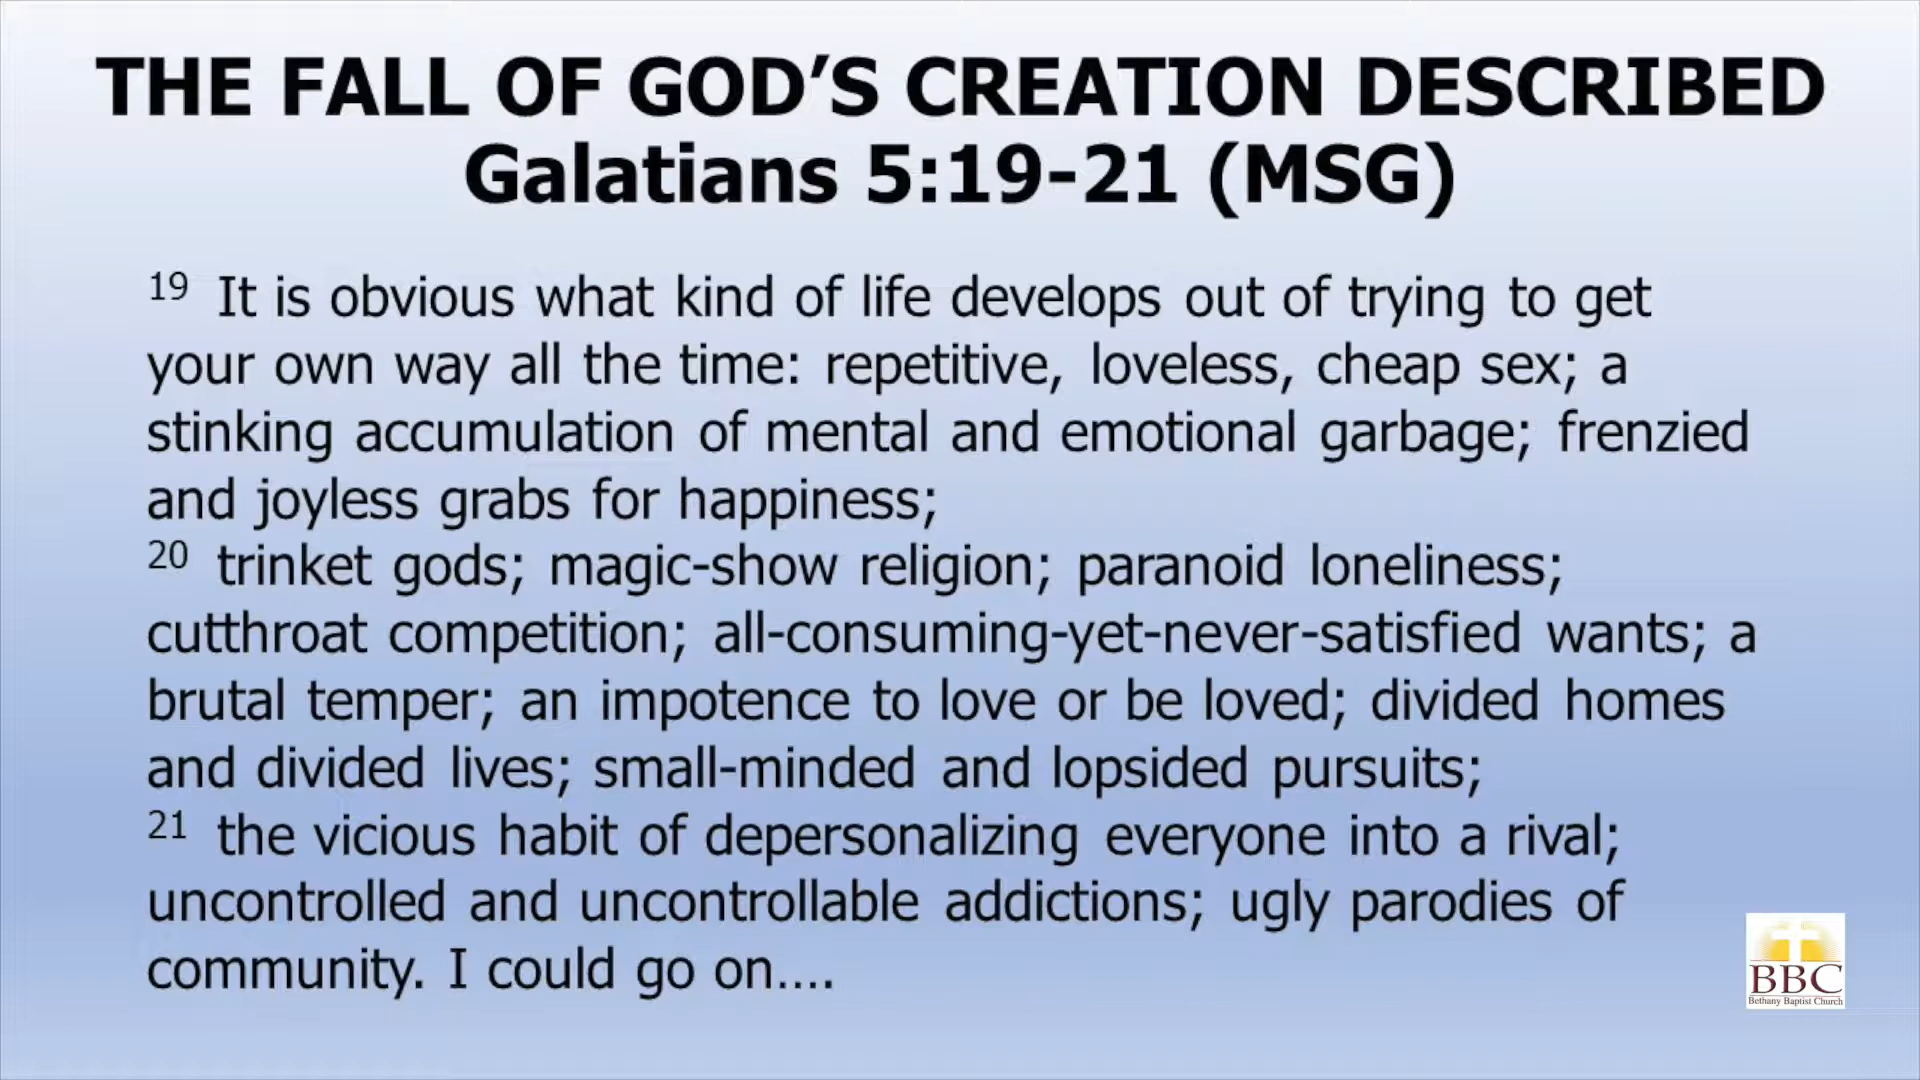 THE FALL OF GOD’S CREATION DESCRIBED
Galatians 5:19-21 (MSG)
19 It is obvious what kind of life develops out of trying to get
your own way all the time: repetitive, loveless, cheap sex; a
stinking accumulation of mental and emotional garbage; frenzied
and joyless grabs for happiness;
20 trinket gods; magic-show religion; paranoid loneliness;
cutthroat competition; all-consuming-yet-never-satisfied wants; a
brutal temper; an impotence to love or be loved; divided homes
and divided lives; small-minded and lopsided pursuits;
21 the vicious habit of depersonalizing everyone into a rival;
uncontrolled and uncontrollable addictions; ugly parodies of
community. I could go on….
BBC
Bethany Baptist Church